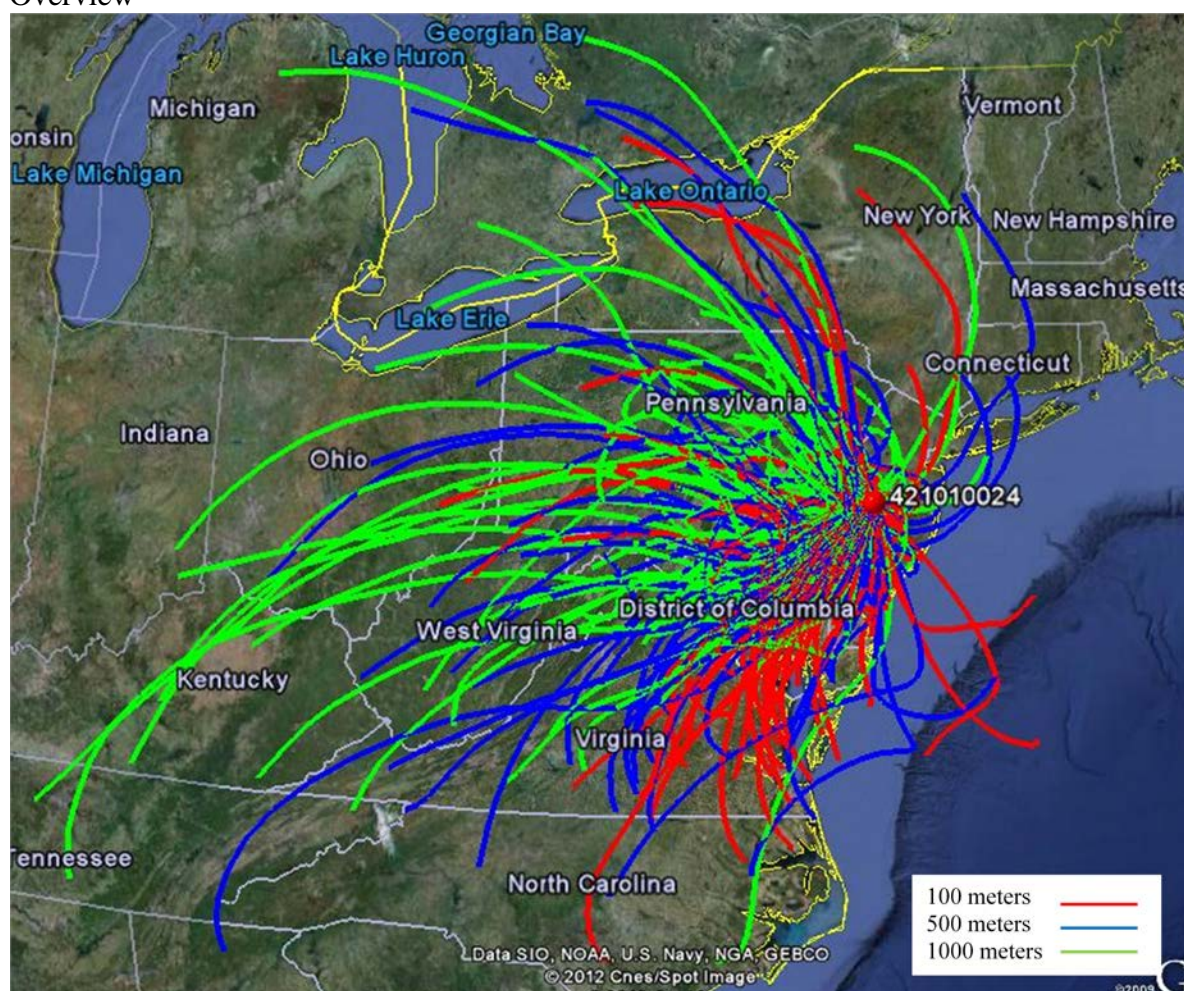 Overview
Georgian Bay
Lake Huron
Michigan
Vermont
onsin
Lake Michigan
Lake Ontario
New York
New Hampshire
Massachusetts
Lake Erie
Connecticut
Pennsylvania
Indiana
Ohio
421010024
District of Columbia
West Virginia
Kentucky
Virginia
Tennessee
North Carolina
100 meters
500 meters
1000 meters
Data SIO, NOAA, U.S. Navy, NGA, GEBCO
© 2012 Cnes/Spot Image
©2009 G